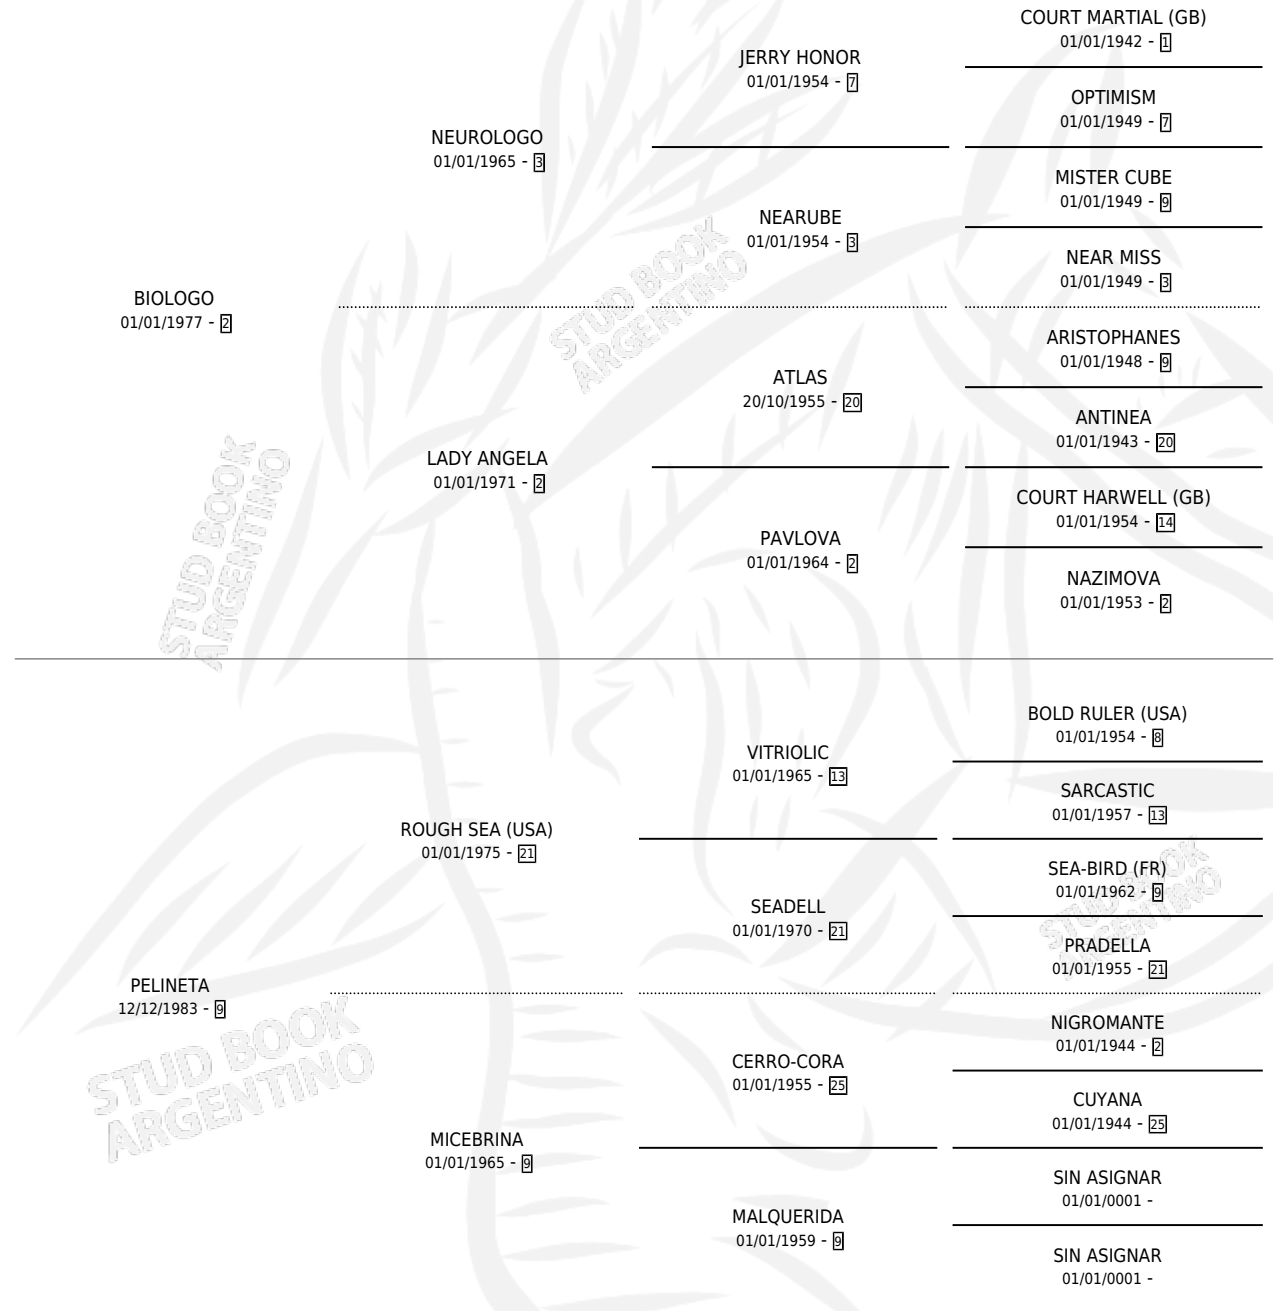 COURT MARTIAL (GB)
01/01/1942 - 1
JERRY HONOR
01/01/1954 - 7
OPTIMISM
01/01/1949 - 7
NEUROLOGO
01/01/1965 - 3
MISTER CUBE
01/01/1949 - 9
NEARUBE
01/01/1954 - 3
NEAR MISS
01/01/1949 - 3
BIOLOGO
01/01/1977 - 2
ARISTOPHANES
01/01/1948 - 9
ATLAS
20/10/1955 - 20
ANTINEA
01/01/1943 - 20
LADY ANGELA
01/01/1971 - 2
COURT HARWELL (GB)
01/01/1954 - 14
PAVLOVA
01/01/1964 - 2
NAZIMOVA
01/01/1953 - 2
STUD BOOK
ARGENTINO
STUD BOOK
ARGENTINO
BOLD RULER (USA)
01/01/1954 - 8
VITRIOLIC
01/01/1965 - 13
SARCASTIC
01/01/1957 - 13
ROUGH SEA (USA)
01/01/1975 - 21
SEA-BIRD (FR)
01/01/1962 - 9
SEADELL
01/01/1970 - 21
PRADELLA
01/01/1955 - 21
PELINETA
12/12/1983 - 9
NIGROMANTE
01/01/1944 - 2
CERRO-CORA
01/01/1955 - 25
CUYANA
01/01/1944 - 25
MICEBRINA
01/01/1965 - 9
SIN ASIGNAR
01/01/0001 -
MALQUERIDA
01/01/1959 - 9
SIN ASIGNAR
01/01/0001 -
STUD BOOK
ARGENTINO
STUD BOOK
ARGENTINO